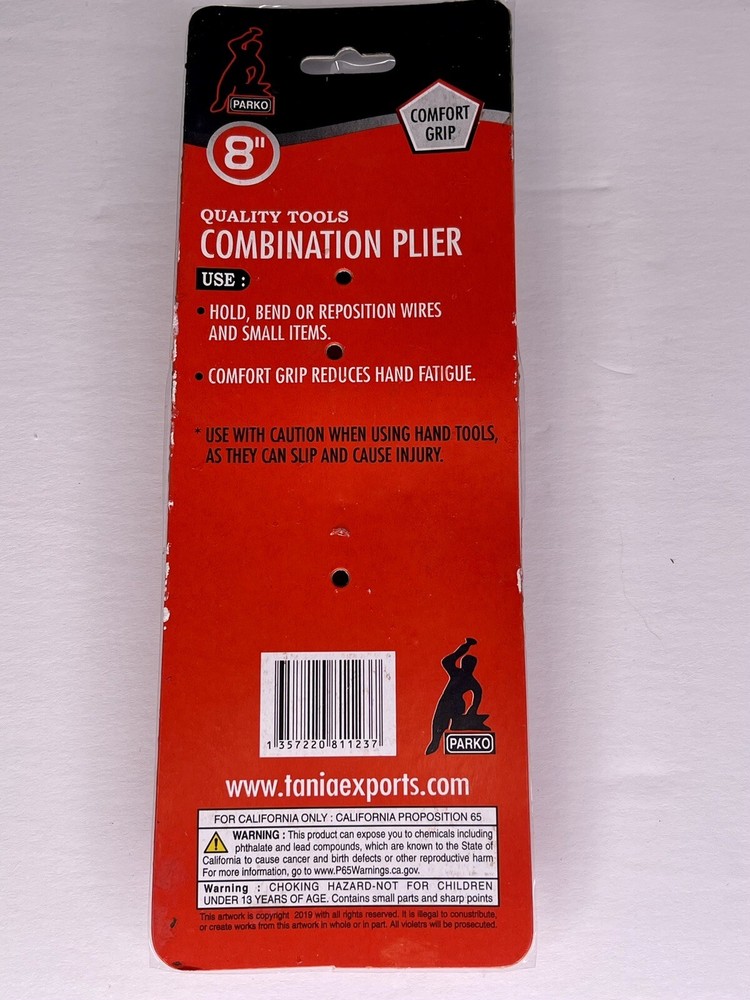 PARKO
COMFORT
GRIP
8"
QUALITY TOOLS
COMBINATION PLIER
USE :
• HOLD, BEND OR REPOSITION WIRES
AND SMALL ITEMS.
• COMFORT GRIP REDUCES HAND FATIGUE.
* USE WITH CAUTION WHEN USING HAND TOOLS,
AS THEY CAN SLIP AND CAUSE INJURY.
1 357220 811237
PARKO
www.taniaexports.com
FOR CALIFORNIA ONLY : CALIFORNIA PROPOSITION 65
WARNING : This product can expose you to chemicals including
phthalate and lead compounds, which are known to the State of
California to cause cancer and birth defects or other reproductive harm
For more information, go to www.P65Warnings.ca.gov.
Warning : CHOKING HAZARD-NOT FOR CHILDREN
UNDER 13 YEARS OF AGE. Contains small parts and sharp points
This artwork is copyright 2019 with all rights reserved. It is illegal to conustribute,
or create works from this artwork in whole or in part. All violetrs will be prosecuted.